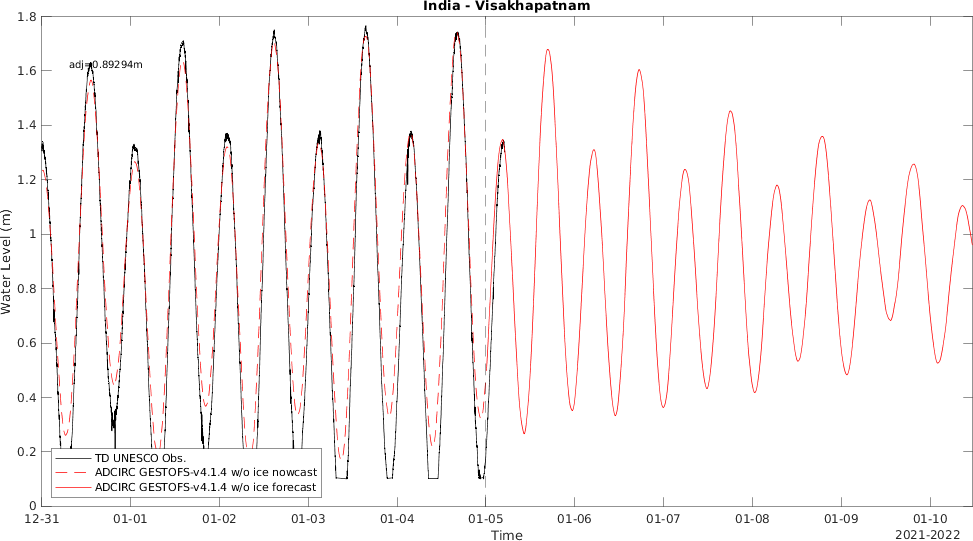 India - Visakhapatnam
adj=0.89294m
1.8
1.6
1.4
1.2
1
0.8
0.6
0.4
0.2
0
Water Level (m)
TD UNESCO Obs.
ADCIRC GESTOFS-v4.1.4 w/o ice nowcast
ADCIRC GESTOFS-v4.1.4 w/o ice forecast
12-31 01-01 01-02 01-03 01-04 01-05 01-06 01-07 01-08 01-09 01-10
Time
2021-2022